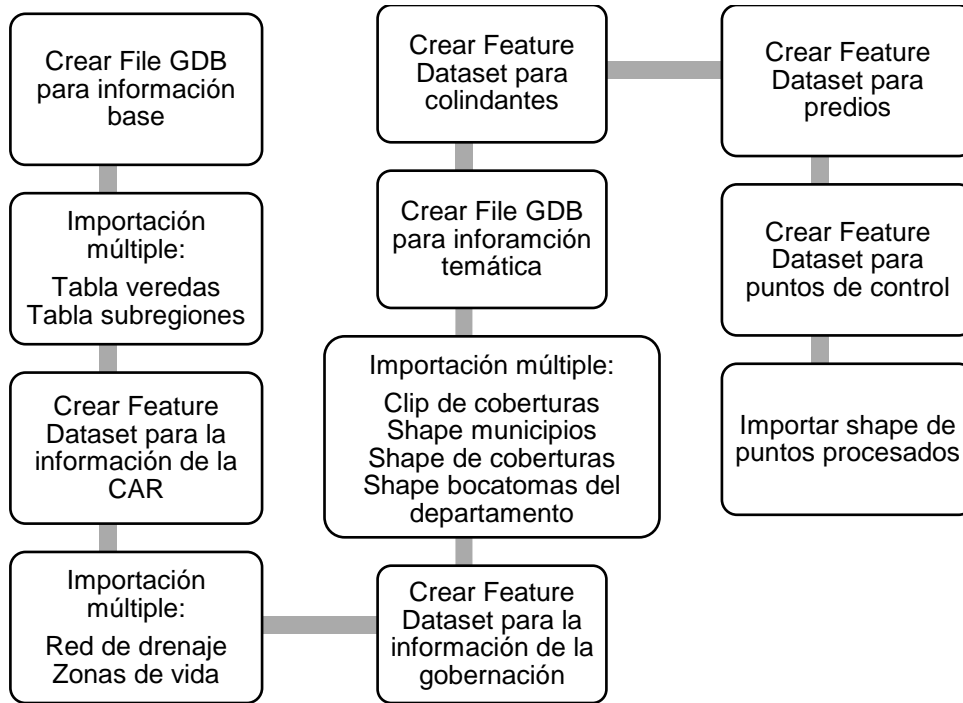 Crear File GDB
para información
base
Importación
múltiple:
Tabla veredas
Tabla subregiones
Crear Feature
Dataset para la
información de la
CAR
Importación
múltiple:
Red de drenaje
Zonas de vida
Crear Feature
Dataset para la
información de la
gobernación
Importación múltiple:
Clip de coberturas
Shape municipios
Shape de coberturas
Shape bocatomas del
departamento
Crear File GDB
para inforamción
temática
Crear Feature
Dataset para
colindantes
Crear Feature
Dataset para
predios
Crear Feature
Dataset para
puntos de control
Importar shape de
puntos procesados